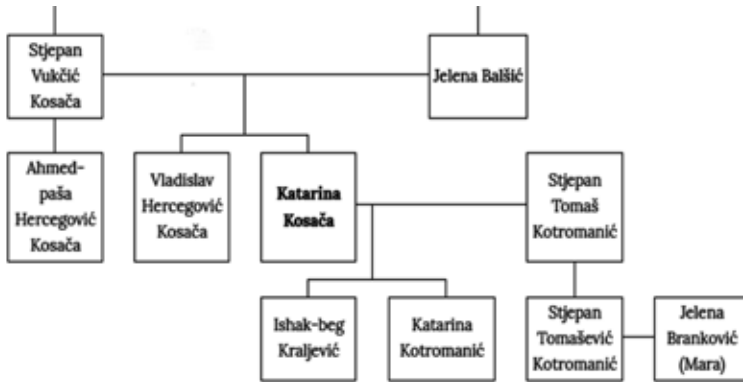 Stjepan
Vukčić
Kosača
Jelena Balšić
Ahmed-
paša
Hercegović
Kosača
Vladislav
Hercegović
Kosača
Katarina
Kosača
Stjepan
Tomaš
Kotromanić
Ishak-beg
Kraljević
Katarina
Kotromanić
Stjepan
Tomašević
Kotromanić
Jelena
Branković
(Mara)